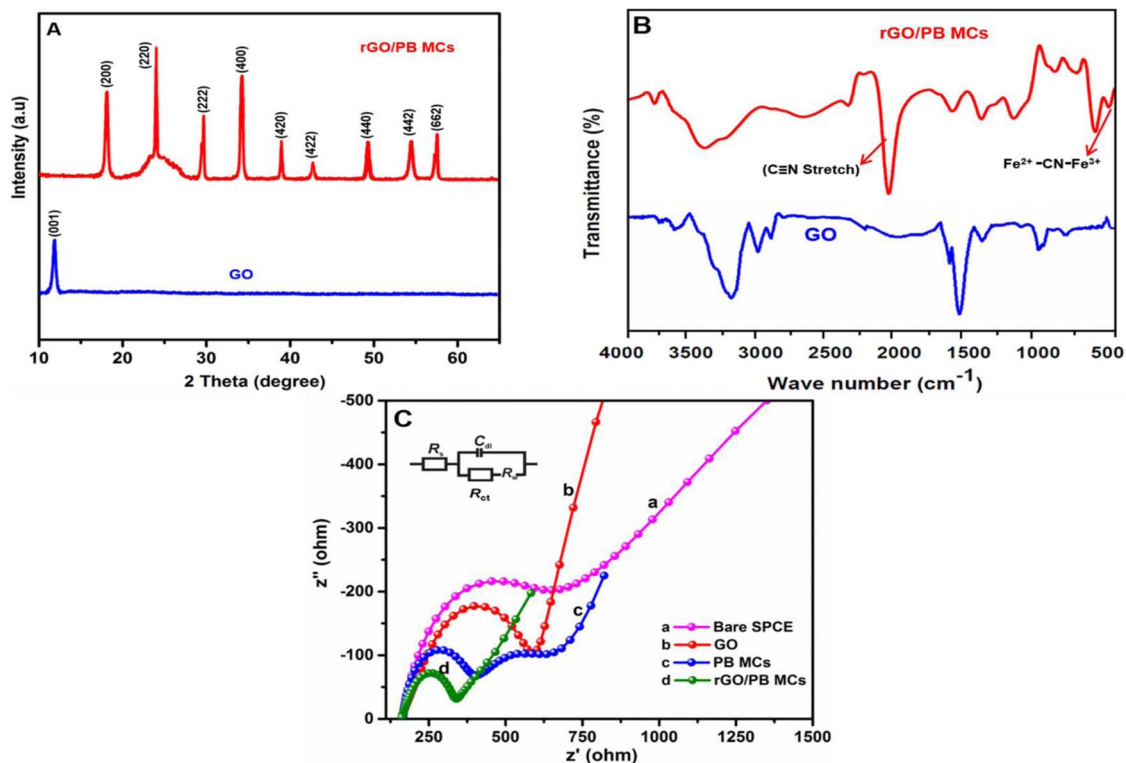 A
rGO/PB MCs
(200)
(220)
(222)
(400)
(420)
(422)
(440)
(442)
(662)
(001)
GO
Intensity (a.u)
10 20 30 40 50 60
2 Theta (degree)
B
rGO/PB MCs
(C≡N Stretch)
Fe²⁺ -CN-Fe³⁺
GO
Transmittance (%)
4000 3500 3000 2500 2000 1500 1000 500
Wave number (cm⁻¹)
C
Rs
Cdl
Rct
Rw
a
b
c
d
a Bare SPCE
b GO
c PB MCs
d rGO/PB MCs
-500
-400
-300
-200
-100
0
z'' (ohm)
250 500 750 1000 1250 1500
z' (ohm)